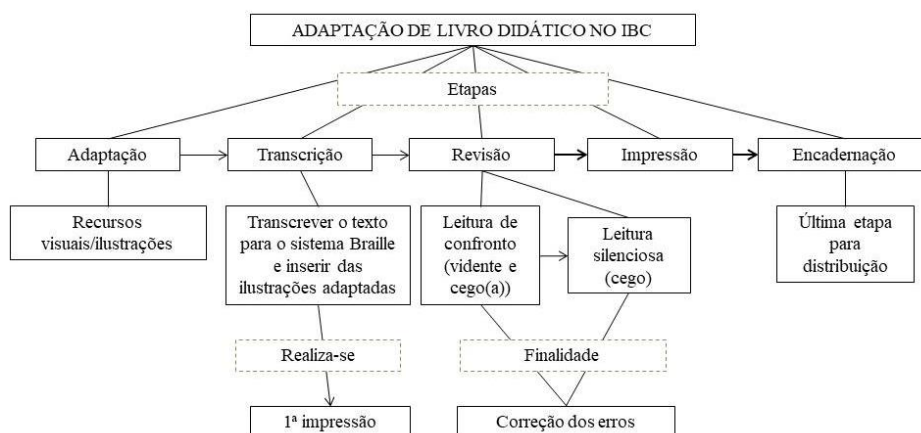 ADAPTAÇÃO DE LIVRO DIDÁTICO NO IBC
Etapas
Adaptação
Transcrição
Revisão
Impressão
Encadernação
Recursos
visuais/ilustrações
Transcrever o texto
para o sistema Braille
e inserir das
ilustrações adaptadas
Leitura de
confronto
(vidente e
cego(a))
Leitura
silenciosa
(cego)
Última etapa
para
distribuição
Realiza-se
Finalidade
1ª impressão
Correção dos erros